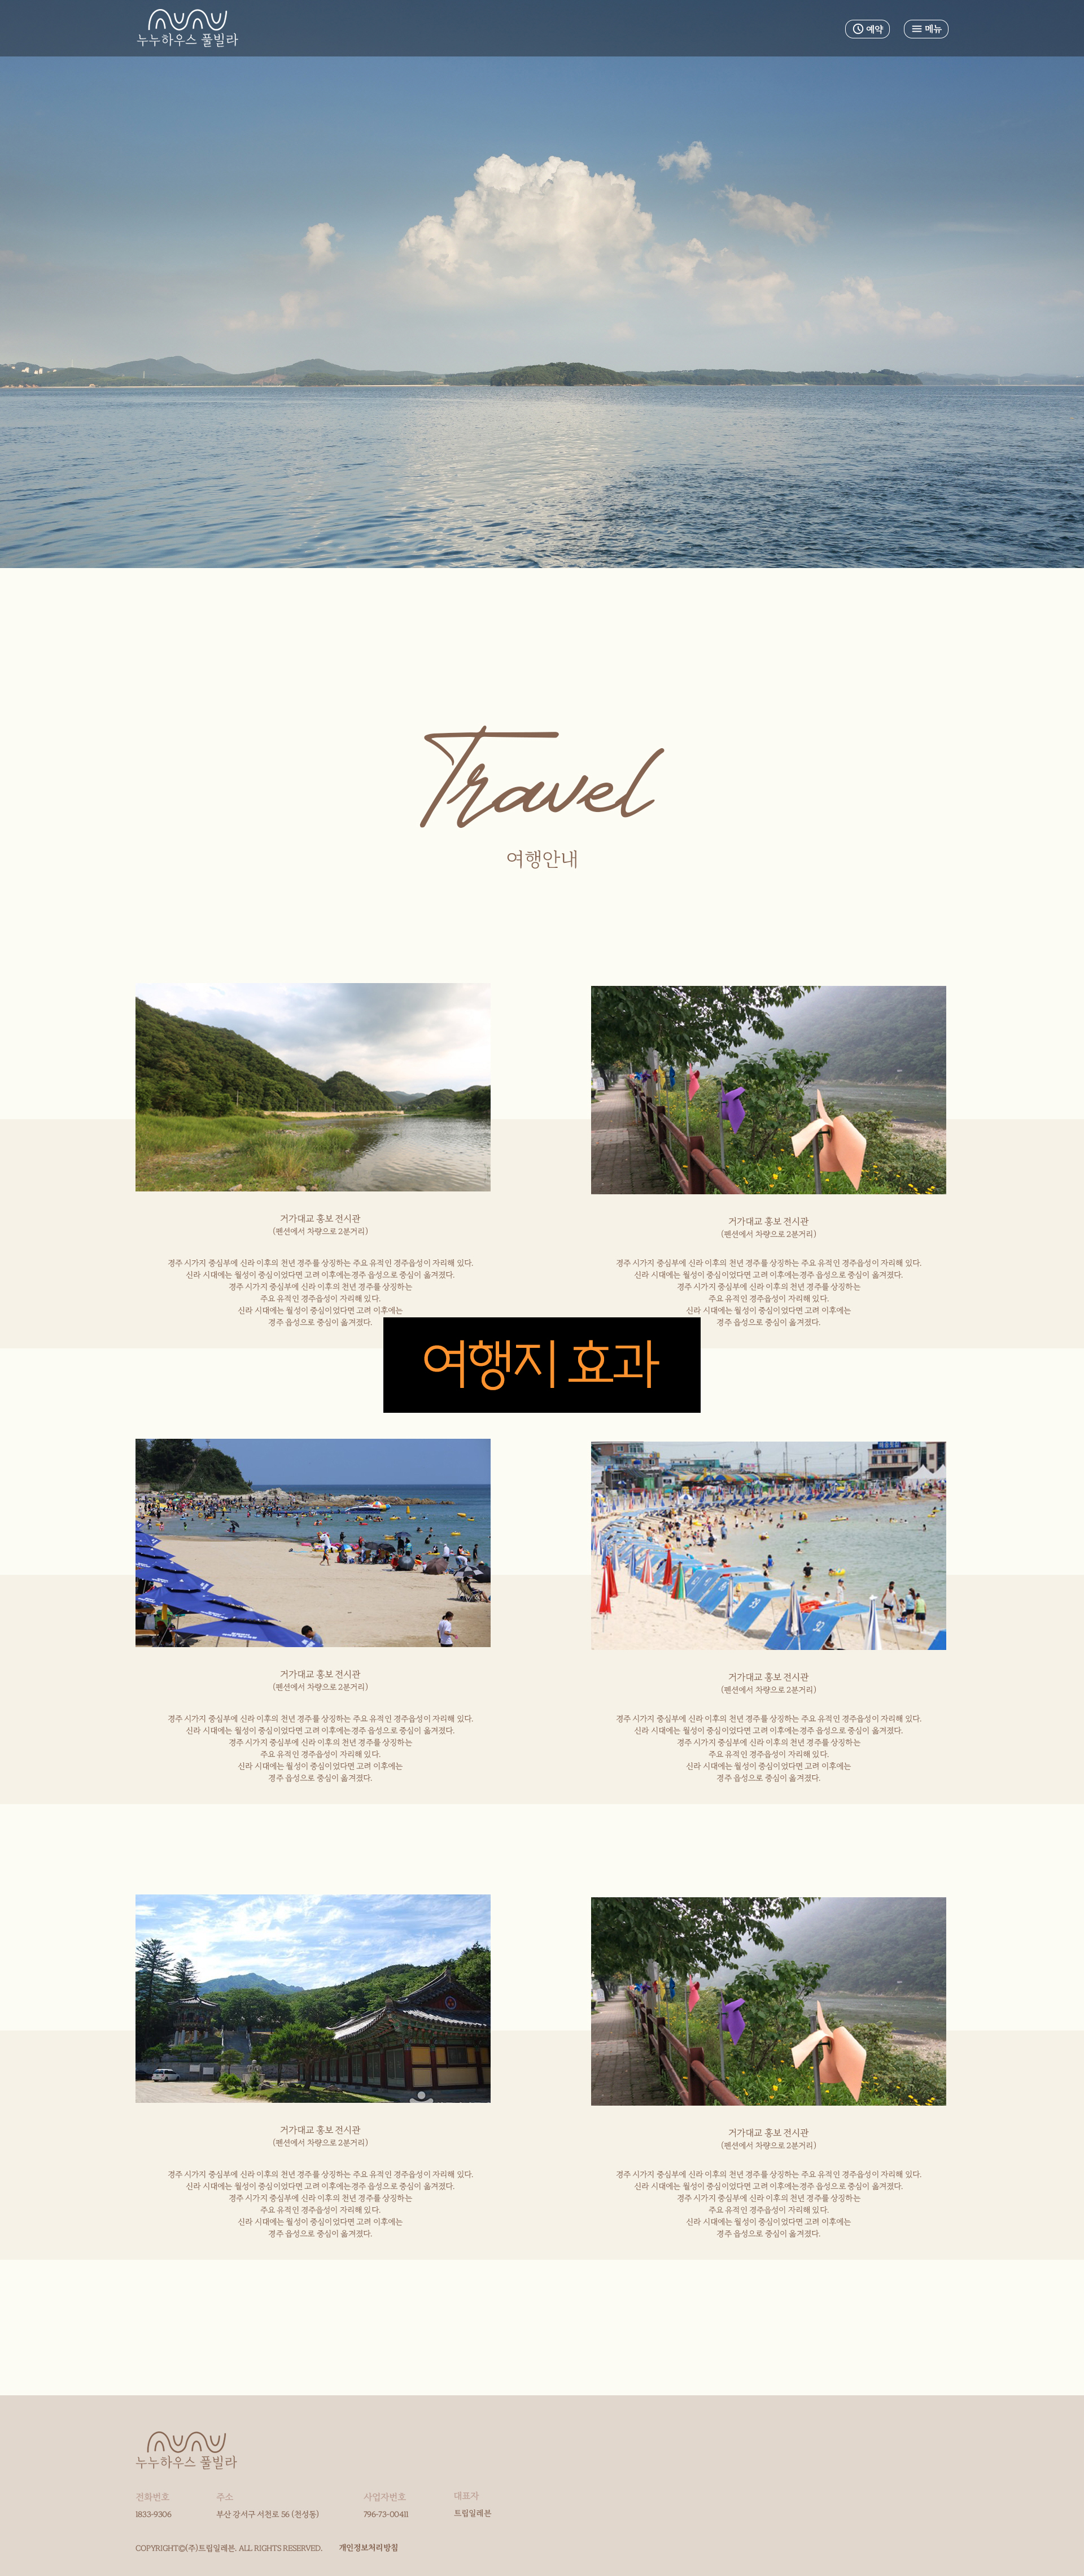 누누하우스 풀빌라
예약
메뉴
Travel
여행안내
거가대교 홍보 전시관
(펜션에서 차량으로 2분거리)
경주 시가지 중심부에 신라 이후의 천년 경주를 상징하는 주요 유적인 경주읍성이 자리해 있다.
신라 시대에는 월성이 중심이었다면 고려 이후에는경주 읍성으로 중심이 옮겨졌다.
경주 시가지 중심부에 신라 이후의 천년 경주를 상징하는
주요 유적인 경주읍성이 자리해 있다.
신라 시대에는 월성이 중심이었다면 고려 이후에는
경주 읍성으로 중심이 옮겨졌다.
거가대교 홍보 전시관
(펜션에서 차량으로 2분거리)
경주 시가지 중심부에 신라 이후의 천년 경주를 상징하는 주요 유적인 경주읍성이 자리해 있다.
신라 시대에는 월성이 중심이었다면 고려 이후에는경주 읍성으로 중심이 옮겨졌다.
경주 시가지 중심부에 신라 이후의 천년 경주를 상징하는
주요 유적인 경주읍성이 자리해 있다.
신라 시대에는 월성이 중심이었다면 고려 이후에는
경주 읍성으로 중심이 옮겨졌다.
여행지 효과
거가대교 홍보 전시관
(펜션에서 차량으로 2분거리)
경주 시가지 중심부에 신라 이후의 천년 경주를 상징하는 주요 유적인 경주읍성이 자리해 있다.
신라 시대에는 월성이 중심이었다면 고려 이후에는경주 읍성으로 중심이 옮겨졌다.
경주 시가지 중심부에 신라 이후의 천년 경주를 상징하는
주요 유적인 경주읍성이 자리해 있다.
신라 시대에는 월성이 중심이었다면 고려 이후에는
경주 읍성으로 중심이 옮겨졌다.
거가대교 홍보 전시관
(펜션에서 차량으로 2분거리)
경주 시가지 중심부에 신라 이후의 천년 경주를 상징하는 주요 유적인 경주읍성이 자리해 있다.
신라 시대에는 월성이 중심이었다면 고려 이후에는경주 읍성으로 중심이 옮겨졌다.
경주 시가지 중심부에 신라 이후의 천년 경주를 상징하는
주요 유적인 경주읍성이 자리해 있다.
신라 시대에는 월성이 중심이었다면 고려 이후에는
경주 읍성으로 중심이 옮겨졌다.
거가대교 홍보 전시관
(펜션에서 차량으로 2분거리)
경주 시가지 중심부에 신라 이후의 천년 경주를 상징하는 주요 유적인 경주읍성이 자리해 있다.
신라 시대에는 월성이 중심이었다면 고려 이후에는경주 읍성으로 중심이 옮겨졌다.
경주 시가지 중심부에 신라 이후의 천년 경주를 상징하는
주요 유적인 경주읍성이 자리해 있다.
신라 시대에는 월성이 중심이었다면 고려 이후에는
경주 읍성으로 중심이 옮겨졌다.
거가대교 홍보 전시관
(펜션에서 차량으로 2분거리)
경주 시가지 중심부에 신라 이후의 천년 경주를 상징하는 주요 유적인 경주읍성이 자리해 있다.
신라 시대에는 월성이 중심이었다면 고려 이후에는경주 읍성으로 중심이 옮겨졌다.
경주 시가지 중심부에 신라 이후의 천년 경주를 상징하는
주요 유적인 경주읍성이 자리해 있다.
신라 시대에는 월성이 중심이었다면 고려 이후에는
경주 읍성으로 중심이 옮겨졌다.
누누하우스 풀빌라
전화번호 주소 사업자번호 대표자
1833-9306 부산 강서구 서천로 56 (천성동) 796-73-00411 트립일레븐
COPYRIGHT©(주)트립일레븐. ALL RIGHTS RESERVED. 개인정보처리방침